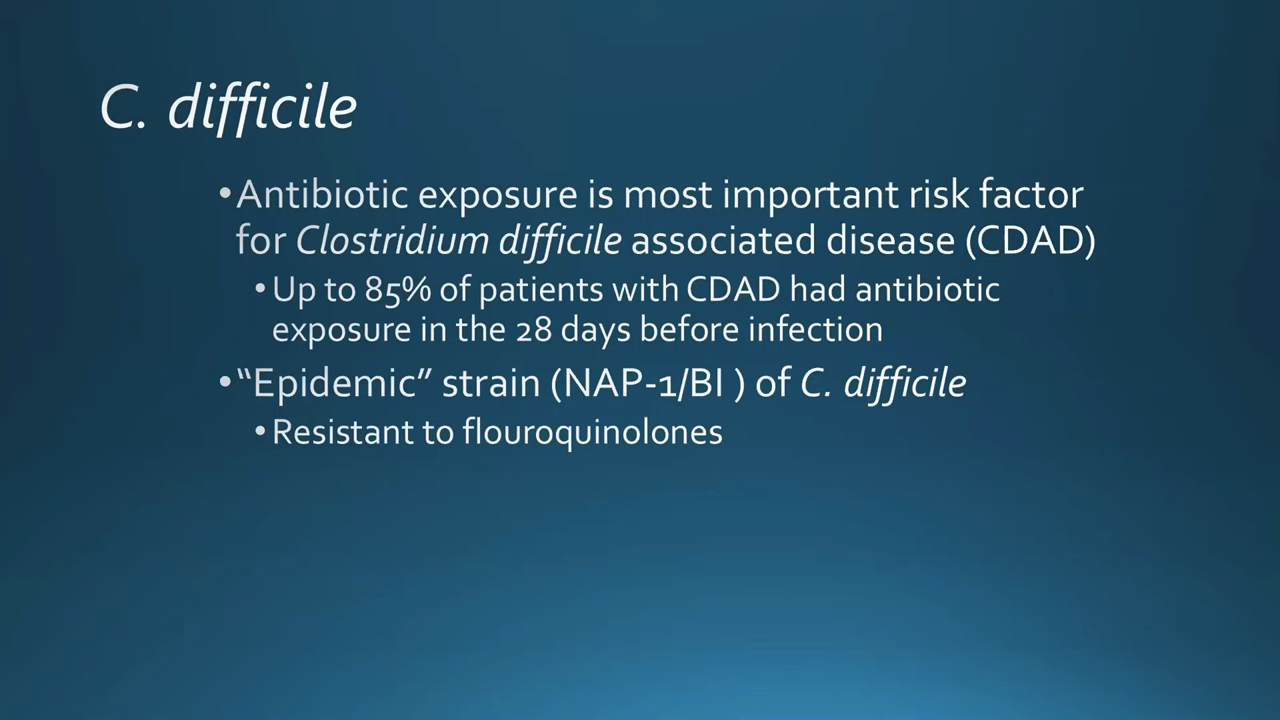 C. difficile
•Antibiotic exposure is most important risk factor
for Clostridium difficile associated disease (CDAD)
•Up to 85% of patients with CDAD had antibiotic
exposure in the 28 days before infection
•“Epidemic” strain (NAP-1/BI ) of C. difficile
•Resistant to flouroquinolones